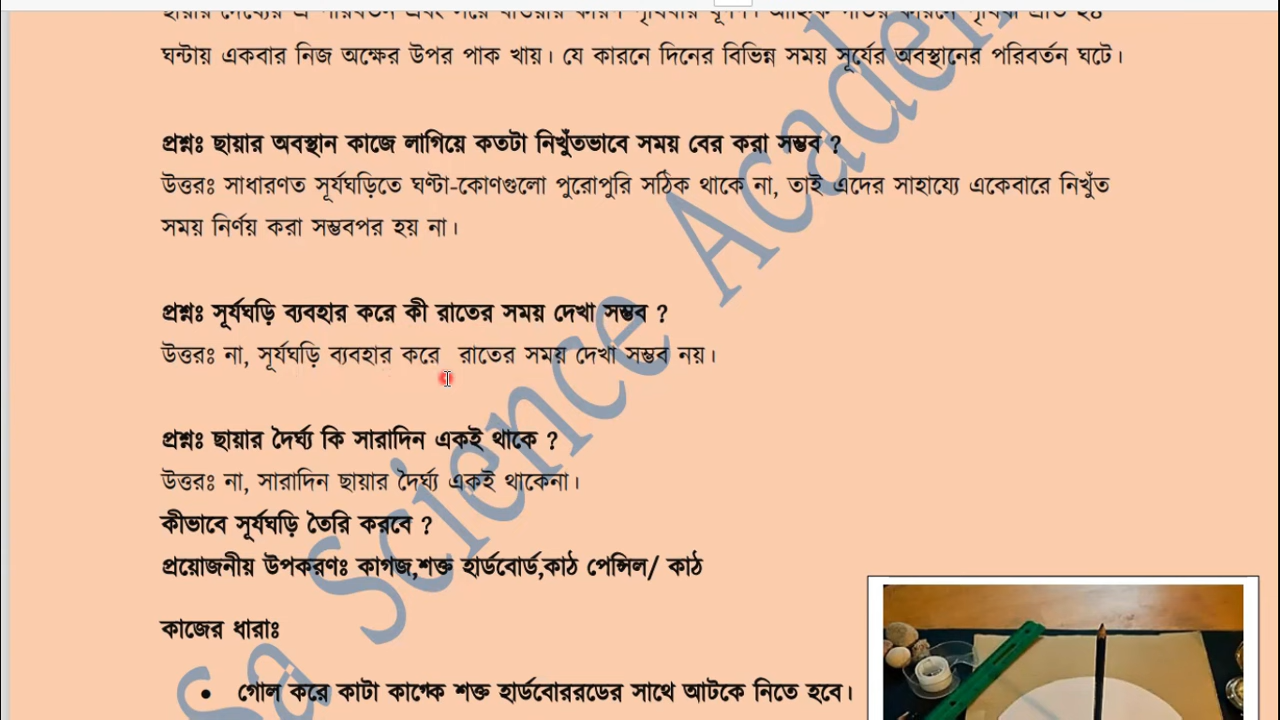 ঘন্টায় একবার নিজ অক্ষের উপর পাক খায়। যে কারনে দিনের বিভিন্ন সময় সূর্যের অবস্থানের পরিবর্তন ঘটে।
প্রশ্নঃ ছায়ার অবস্থান কাজে লাগিয়ে কতটা নিখুঁতভাবে সময় বের করা সম্ভব ?
উত্তরঃ সাধারণত সূর্যঘড়িতে ঘণ্টা-কোণগুলো পুরোপুরি সঠিক থাকে না, তাই এদের সাহায্যে একেবারে নিখুঁত
সময় নির্ণয় করা সম্ভবপর হয় না।
প্রশ্নঃ সূর্যঘড়ি ব্যবহার করে কী রাতের সময় দেখা সম্ভব ?
উত্তরঃ না, সূর্যঘড়ি ব্যবহার করে রাতের সময় দেখা সম্ভব নয়।
প্রশ্নঃ ছায়ার দৈর্ঘ্য কি সারাদিন একই থাকে ?
উত্তরঃ না, সারাদিন ছায়ার দৈর্ঘ্য একই থাকেনা।
কীভাবে সূর্যঘড়ি তৈরি করবে ?
প্রয়োজনীয় উপকরণঃ কাগজ,শক্ত হার্ডবোর্ড,কাঠ পেন্সিল/ কাঠ
কাজের ধারাঃ
• গোল করে কাটা কাগেক শক্ত হার্ডবোররডের সাথে আটকে নিতে হবে।
Sa Science Academ